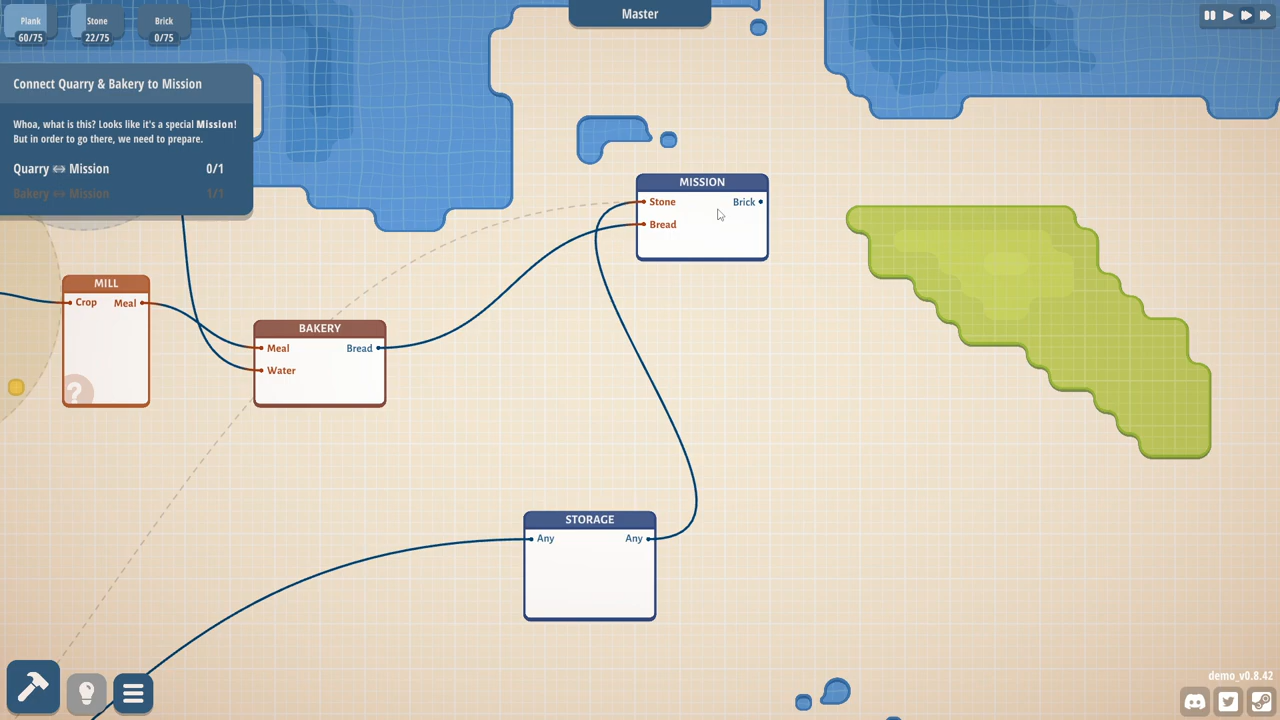 Plank
60/75
Stone
22/75
Brick
0/75
Master
Connect Quarry & Bakery to Mission
Whoa, what is this? Looks like it's a special Mission!
But in order to go there, we need to prepare.
Quarry ⇔ Mission 0/1
Bakery ⇔ Mission 1/1
MISSION
Stone Brick
Bread
MILL
Crop Meal
?
BAKERY
Meal Bread
Water
STORAGE
Any Any
demo_v0.8.42